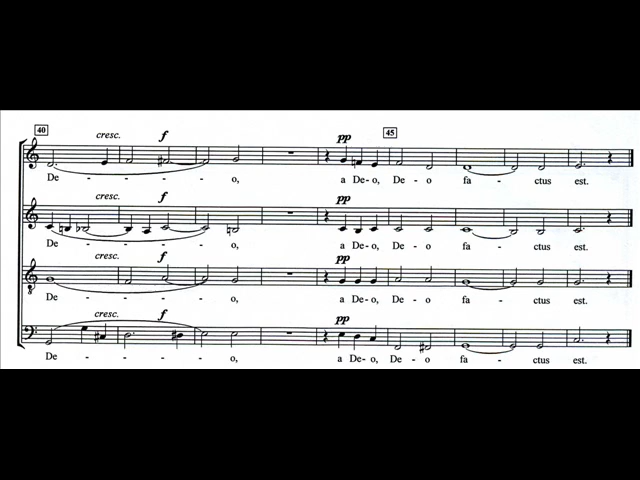 40 45
cresc. f pp
De - - - - o, a De-o, De-o fa - ctus est.
cresc. f pp
De - - - - o, a De-o, De-o fa - ctus est.
cresc. f pp
8
De - - - - o, a De-o, De-o fa - ctus est.
cresc. f pp
De - - - - o, a De-o, De-o fa - ctus est.